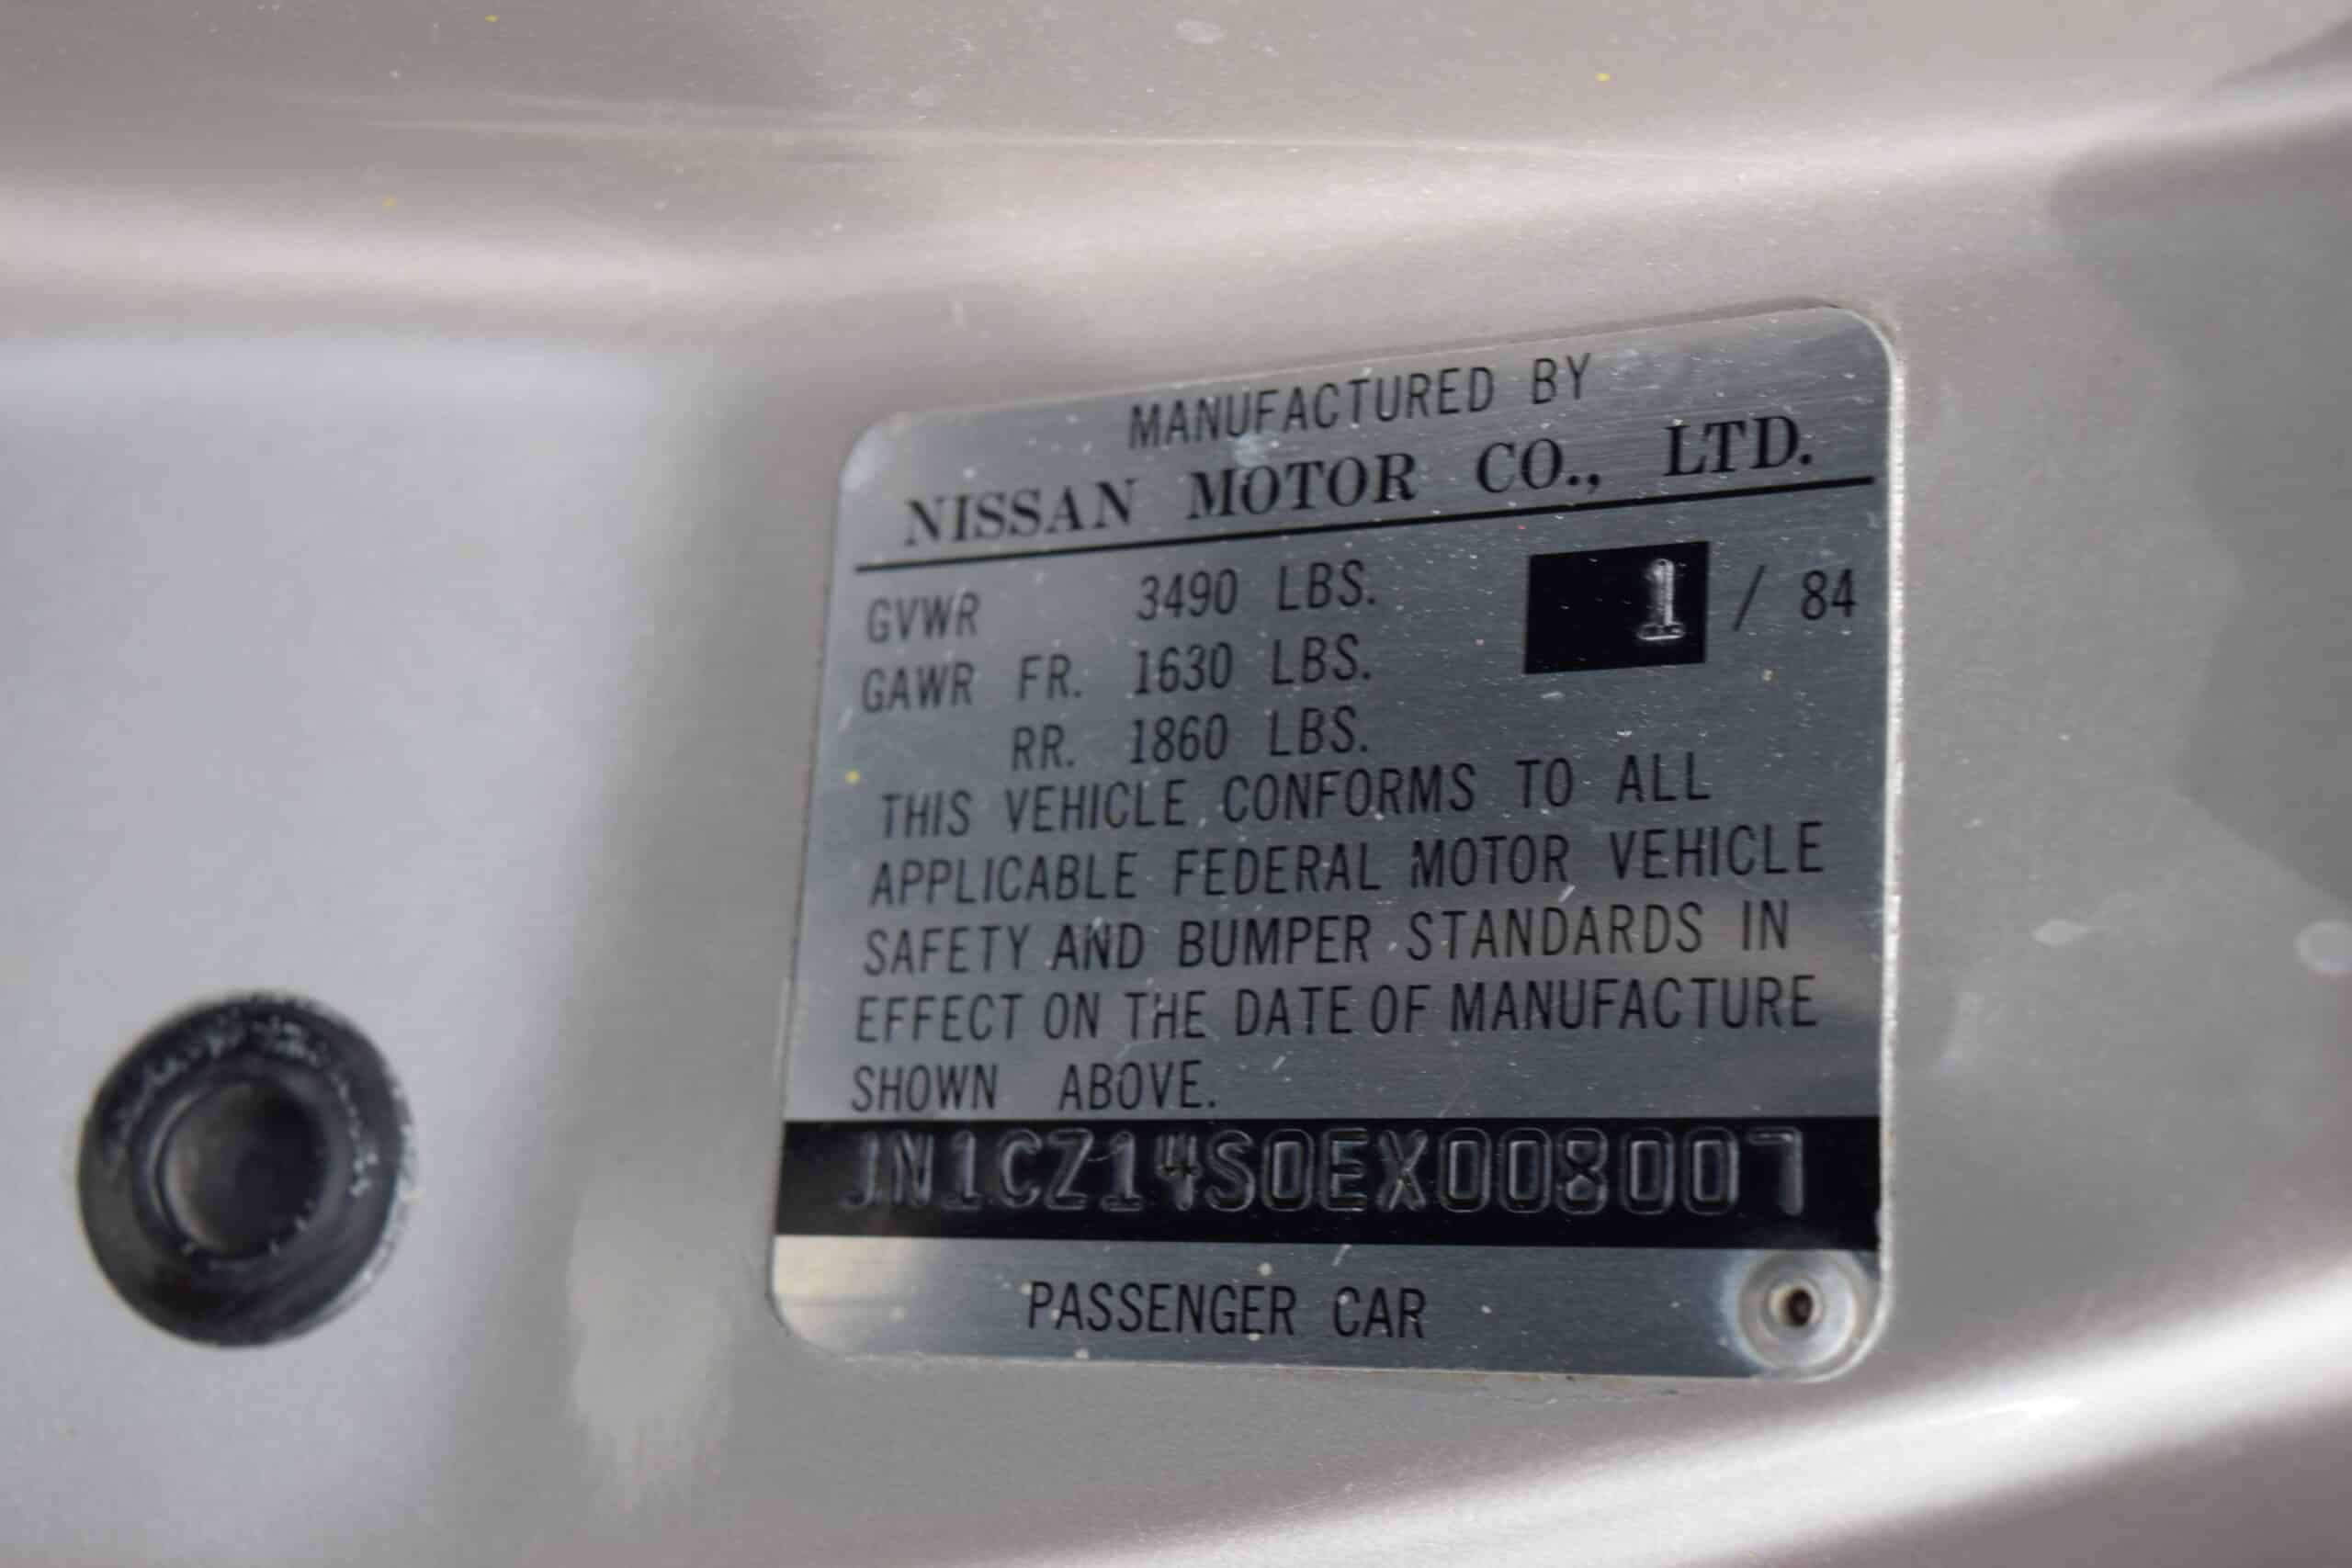 MANUFACTURED BY
NISSAN MOTOR CO., LTD.
GVWR 3490 LBS. 1 / 84
GAWR FR. 1630 LBS.
RR. 1860 LBS.
THIS VEHICLE CONFORMS TO ALL
APPLICABLE FEDERAL MOTOR VEHICLE
SAFETY AND BUMPER STANDARDS IN
EFFECT ON THE DATE OF MANUFACTURE
SHOWN ABOVE.
JN1CZ14S0EX008007
PASSENGER CAR